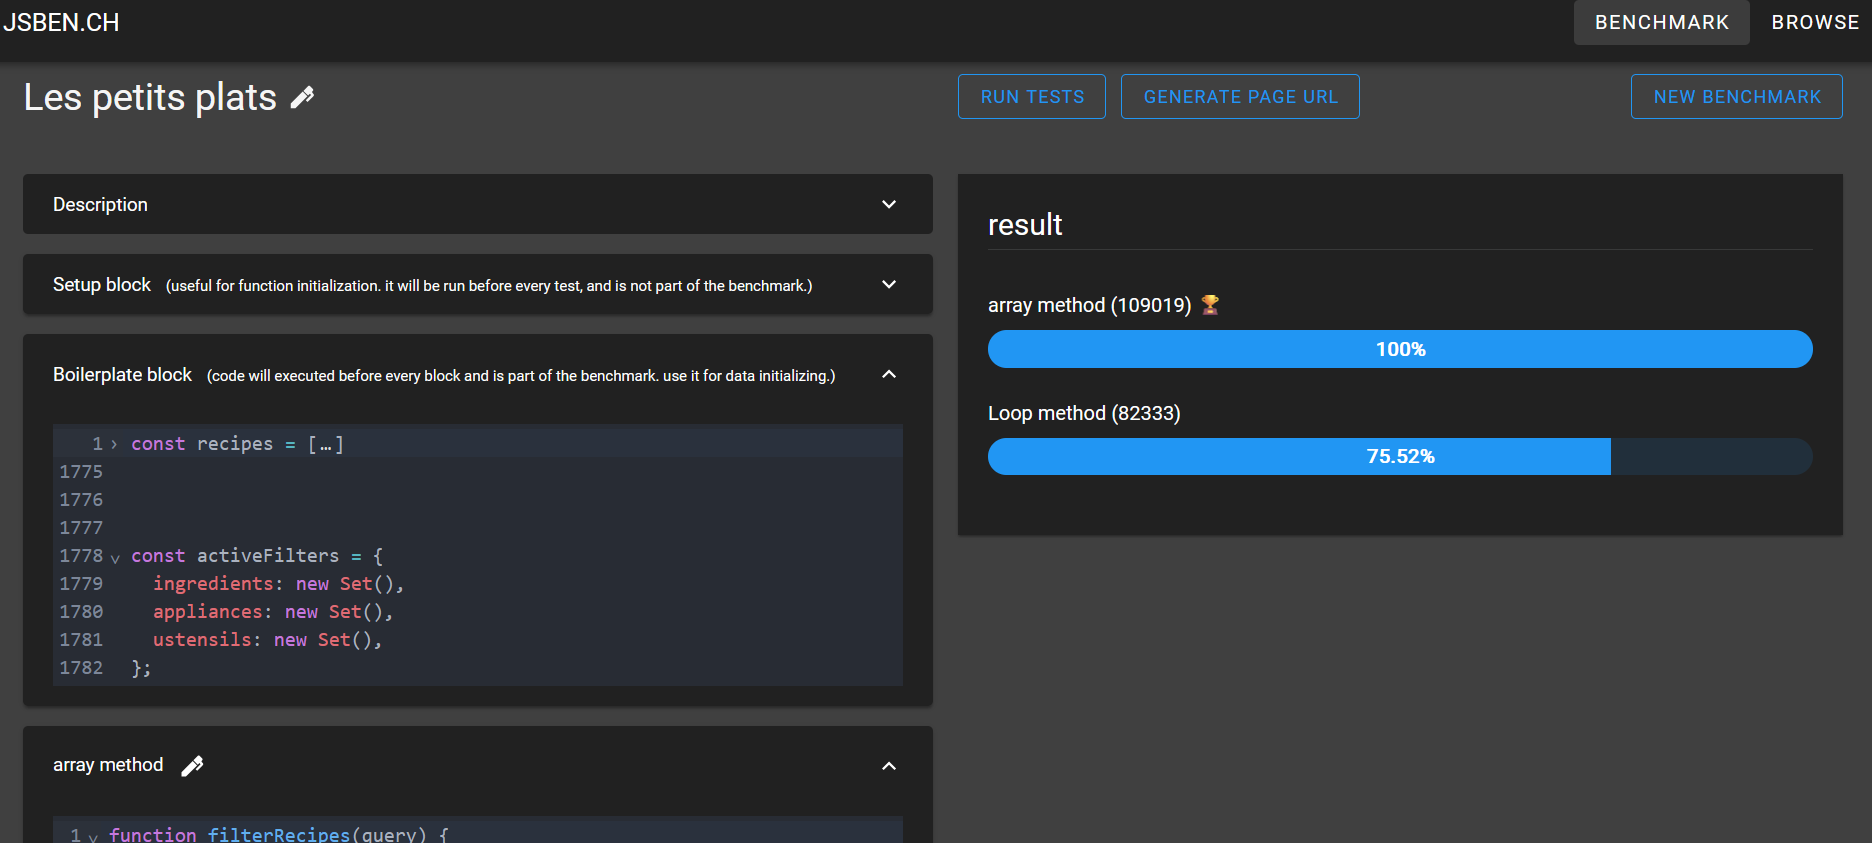 JSBEN.CH
BENCHMARK BROWSE
Les petits plats
RUN TESTS GENERATE PAGE URL NEW BENCHMARK
Description
Setup block (useful for function initialization. it will be run before every test, and is not part of the benchmark.)
Boilerplate block (code will executed before every block and is part of the benchmark. use it for data initializing.)
1 const recipes = […]
1775
1776
1777
1778 const activeFilters = {
1779 ingredients: new Set(),
1780 appliances: new Set(),
1781 ustensils: new Set(),
1782 };
array method
1 function filterRecipes(query) {
result
array method (109019)
100%
Loop method (82333)
75.52%